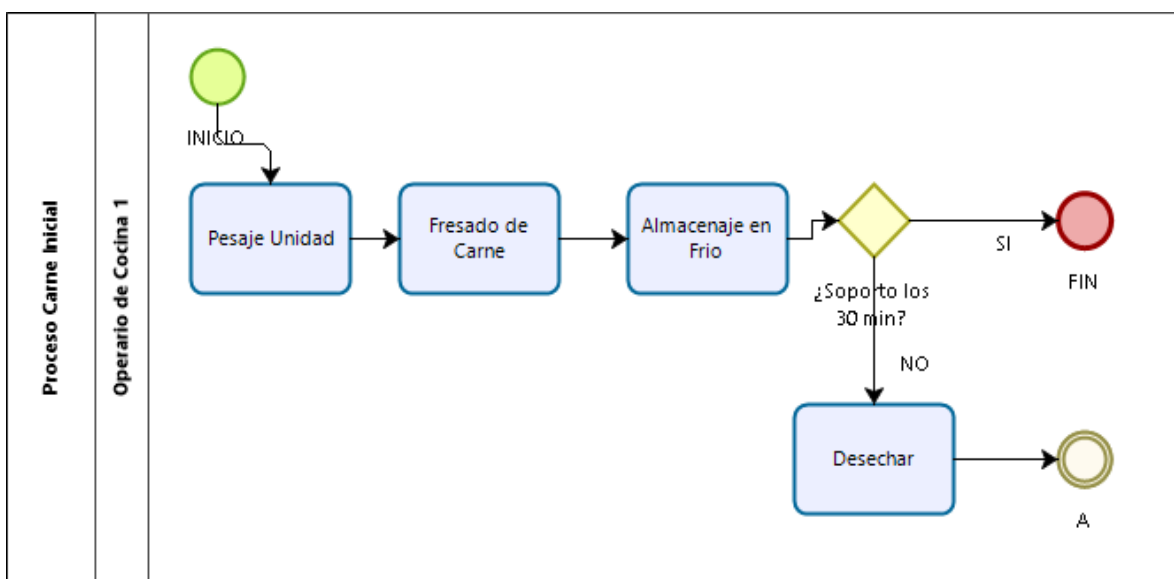 Proceso Carne Inicial
Operario de Cocina 1
INICIO
Pesaje Unidad
Fresado de
Carne
Almacenaje en
Frio
¿Soporto los
30 min?
SI
FIN
NO
Desechar
A